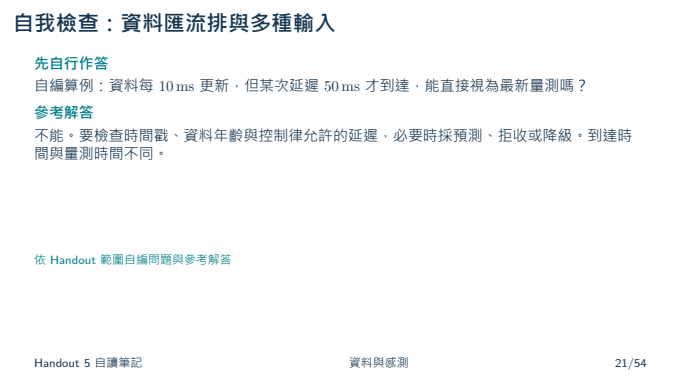 自我檢查：資料匯流排與多種輸入
先自行作答
自編算例：資料每 10 ms 更新，但某次延遲 50 ms 才到達，能直接視為最新量測嗎？
參考解答
不能。要檢查時間戳、資料年齡與控制律允許的延遲，必要時採預測、拒收或降級。到達時
間與量測時間不同。
依 Handout 範圍自編問題與參考解答
Handout 5 自讀筆記
資料與感測
21/54